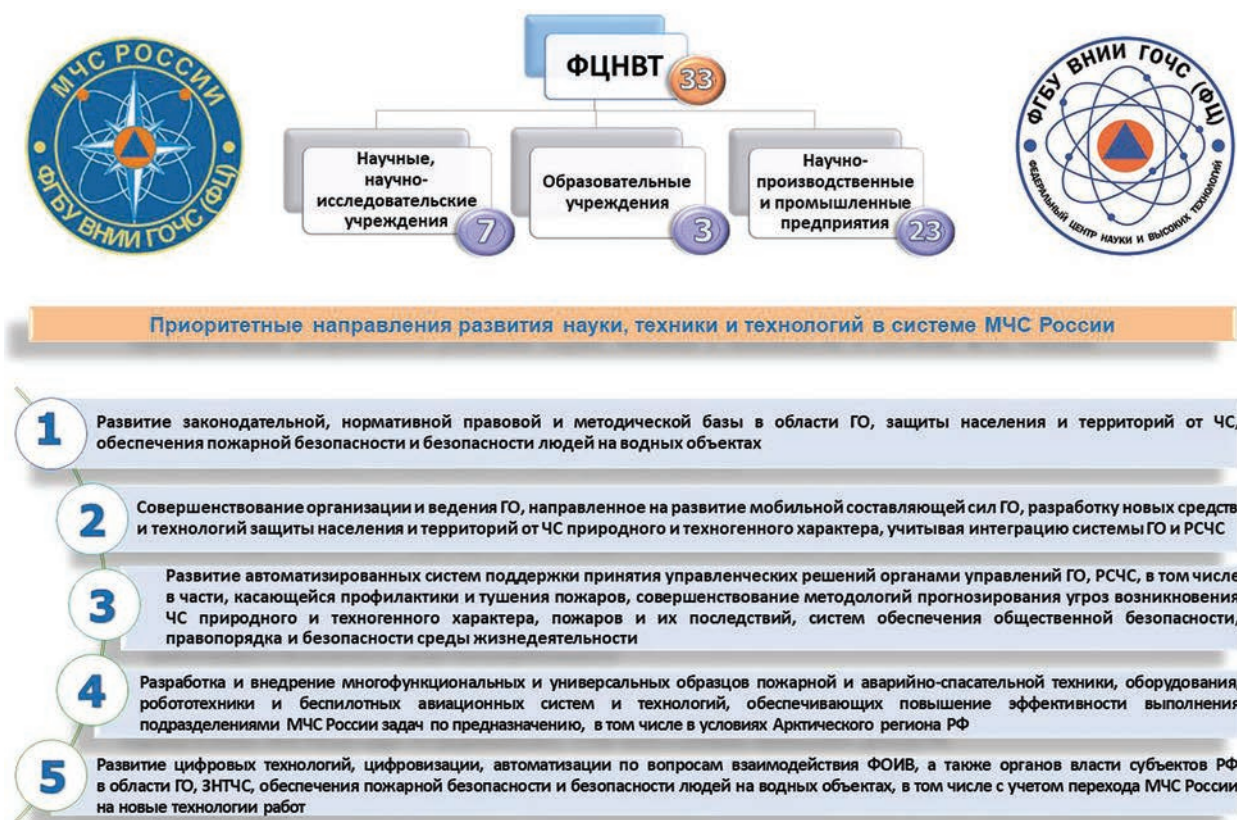 МЧС РОССИИ
ФГБУ ВНИИ ГОЧС (ФЦ)
ФЦНВТ
33
Научные,
научно-
исследовательские
учреждения
7
Образовательные
учреждения
3
Научно-
производственные
и промышленные
предприятия
23
ФГБУ ВНИИ ГОЧС (ФЦ)
ФЕДЕРАЛЬНЫЙ ЦЕНТР НАУКИ И ВЫСОКИХ ТЕХНОЛОГИЙ
Приоритетные направления развития науки, техники и технологий в системе МЧС России
1
Развитие законодательной, нормативной правовой и методической базы в области ГО, защиты населения и территорий от ЧС,
обеспечения пожарной безопасности и безопасности людей на водных объектах
2
Совершенствование организации и ведения ГО, направленное на развитие мобильной составляющей сил ГО, разработку новых средств
и технологий защиты населения и территорий от ЧС природного и техногенного характера, учитывая интеграцию системы ГО и РСЧС
3
Развитие автоматизированных систем поддержки принятия управленческих решений органами управлений ГО, РСЧС, в том числе
в части, касающейся профилактики и тушения пожаров, совершенствование методологий прогнозирования угроз возникновения
ЧС природного и техногенного характера, пожаров и их последствий, систем обеспечения общественной безопасности,
правопорядка и безопасности среды жизнедеятельности
4
Разработка и внедрение многофункциональных и универсальных образцов пожарной и аварийно-спасательной техники, оборудования,
робототехники и беспилотных авиационных систем и технологий, обеспечивающих повышение эффективности выполнения
подразделениями МЧС России задач по предназначению, в том числе в условиях Арктического региона РФ
5
Развитие цифровых технологий, цифровизации, автоматизации по вопросам взаимодействия ФОИВ, а также органов власти субъектов РФ
в области ГО, ЗНТЧС, обеспечения пожарной безопасности и безопасности людей на водных объектах, в том числе с учетом перехода МЧС России
на новые технологии работ